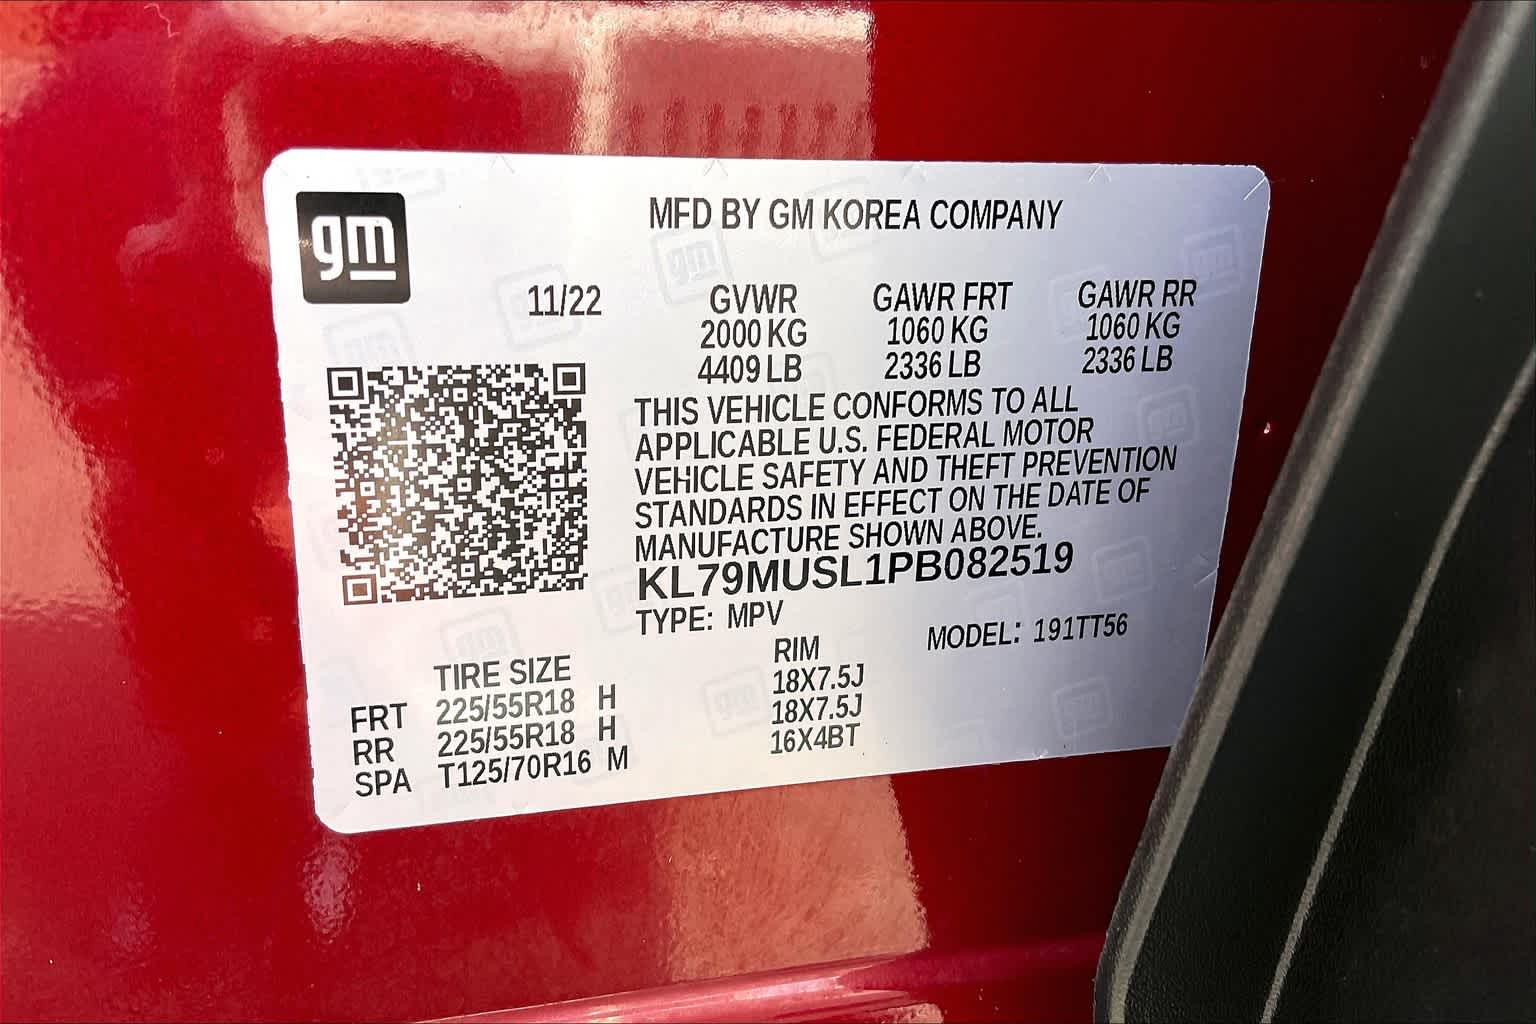 gm
MFD BY GM KOREA COMPANY
11/22 GVWR GAWR FRT GAWR RR
2000 KG 1060 KG 1060 KG
4409 LB 2336 LB 2336 LB
THIS VEHICLE CONFORMS TO ALL
APPLICABLE U.S. FEDERAL MOTOR
VEHICLE SAFETY AND THEFT PREVENTION
STANDARDS IN EFFECT ON THE DATE OF
MANUFACTURE SHOWN ABOVE.
KL79MUSL1PB082519
TYPE: MPV MODEL: 191TT56
TIRE SIZE RIM
FRT 225/55R18 H 18X7.5J
RR 225/55R18 H 18X7.5J
SPA T125/70R16 M 16X4BT